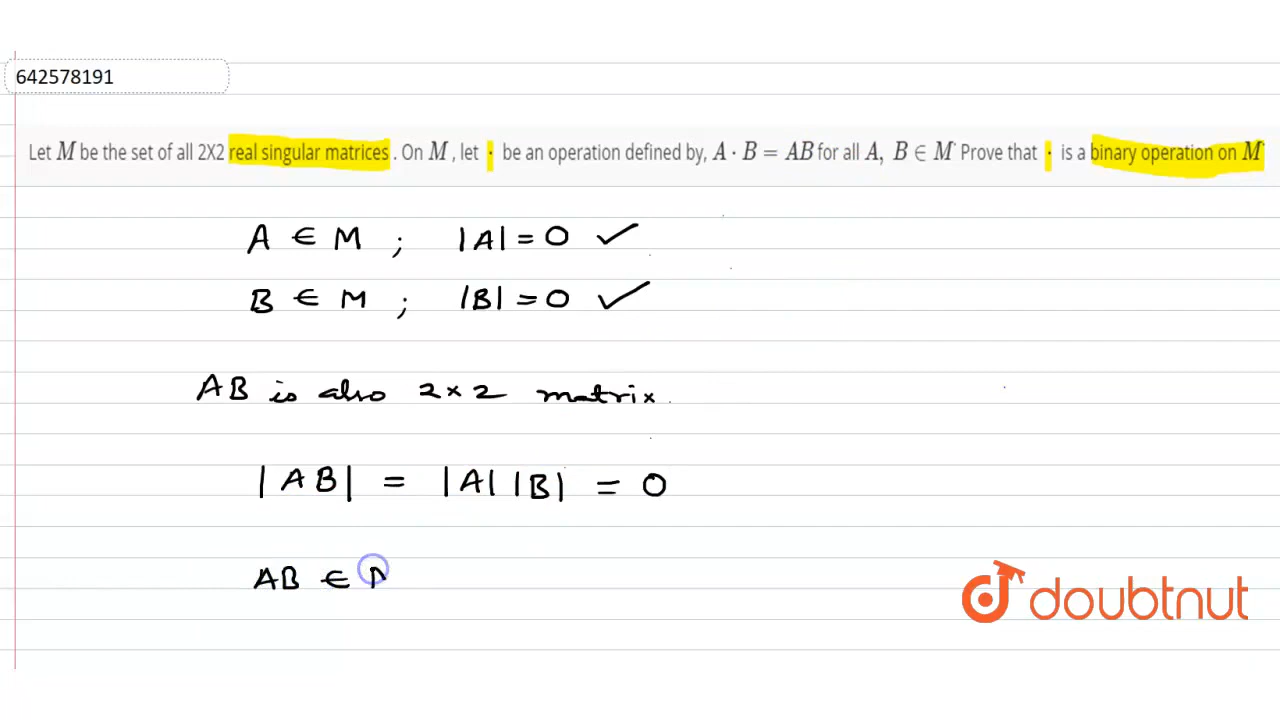 642578191
Let M be the set of all 2X2 real singular matrices . On M , let · be an operation defined by, A · B = AB for all A, B ∈ M˙ Prove that · is a binary operation on M˙
A ∈ M ; |A| = 0 ✓
B ∈ M ; |B| = 0 ✓
AB is also 2×2 matrix.
|AB| = |A| |B| = 0
AB ∈
doubtnut